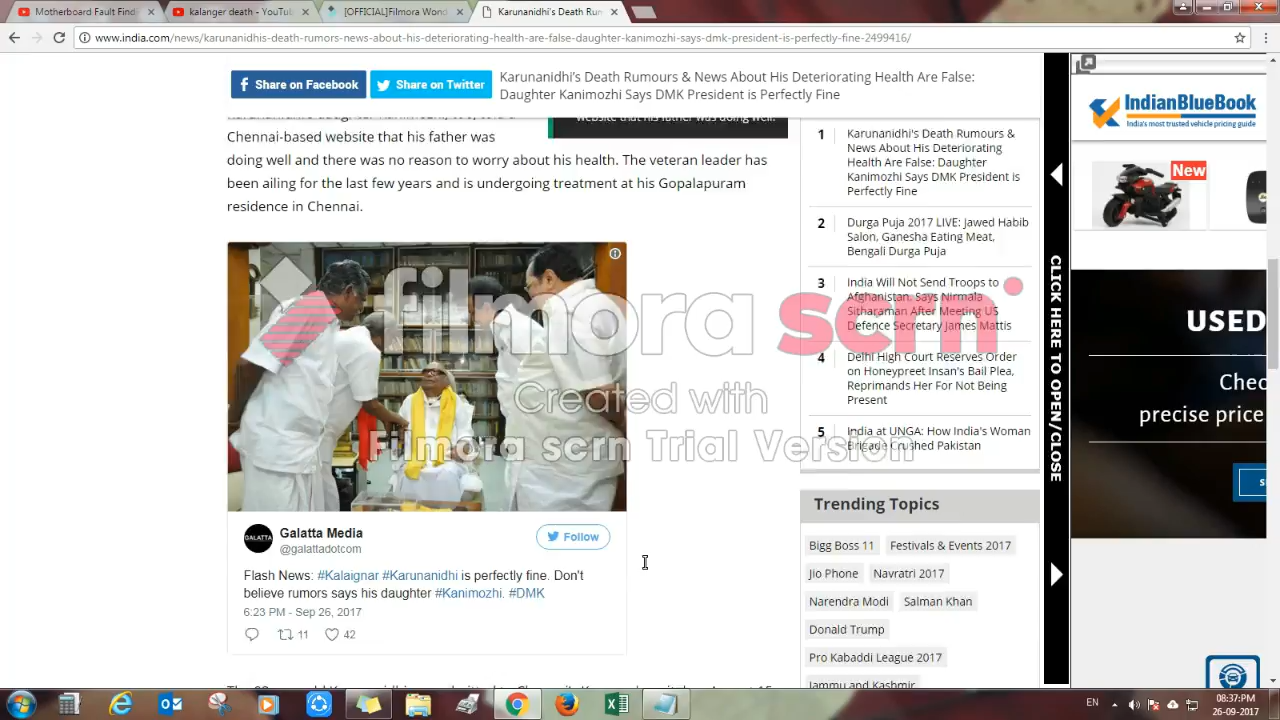 Motherboard Fault Findi
kalanger death - YouTub
[OFFICIAL]Filmora Wond
Karunanidhi's Death Run
www.india.com/news/karunanidhis-death-rumors-news-about-his-deteriorating-health-are-false-daughter-kanimozhi-says-dmk-president-is-perfectly-fine-2499416/
Share on Facebook
Share on Twitter
Karunanidhi's Death Rumours & News About His Deteriorating Health Are False:
Daughter Kanimozhi Says DMK President is Perfectly Fine
website that his father was doing well.
Chennai-based website that his father was
doing well and there was no reason to worry about his health. The veteran leader has
been ailing for the last few years and is undergoing treatment at his Gopalapuram
residence in Chennai.
filmora scrn
Created with
Filmora scrn Trial Version
GALATTA
Galatta Media
@galattadotcom
Follow
Flash News: #Kalaignar #Karunanidhi is perfectly fine. Don't
believe rumors says his daughter #Kanimozhi. #DMK
6:23 PM - Sep 26, 2017
11
42
1
Karunanidhi's Death Rumours &
News About His Deteriorating
Health Are False: Daughter
Kanimozhi Says DMK President is
Perfectly Fine
2
Durga Puja 2017 LIVE: Jawed Habib
Salon, Ganesha Eating Meat,
Bengali Durga Puja
3
India Will Not Send Troops to
Afghanistan, Says Nirmala
Sitharaman After Meeting US
Defence Secretary James Mattis
4
Delhi High Court Reserves Order
on Honeypreet Insan's Bail Plea,
Reprimands Her For Not Being
Present
5
India at UNGA: How India's Woman
Brigade Crushed Pakistan
Trending Topics
Bigg Boss 11
Festivals & Events 2017
Jio Phone
Navratri 2017
Narendra Modi
Salman Khan
Donald Trump
Pro Kabaddi League 2017
Jammu and Kashmir
CLICK HERE TO OPEN/CLOSE
IndianBlueBook
India's most trusted vehicle pricing guide
New
USED
Chec
precise price
EN
08:37 PM
26-09-2017